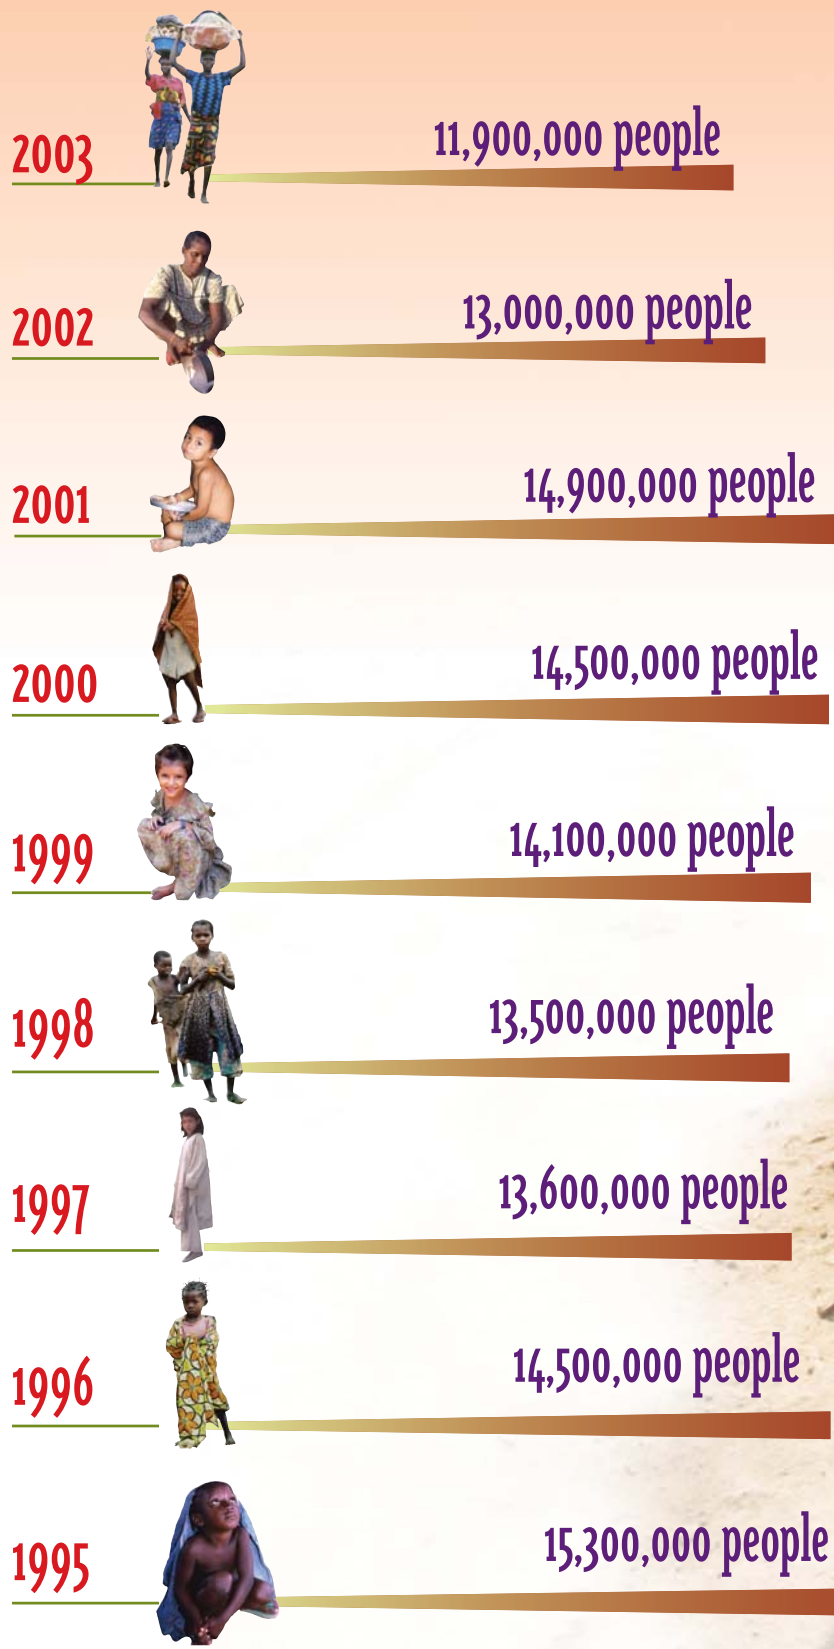 2003 11,900,000 people
2002 13,000,000 people
2001 14,900,000 people
2000 14,500,000 people
1999 14,100,000 people
1998 13,500,000 people
1997 13,600,000 people
1996 14,500,000 people
1995 15,300,000 people